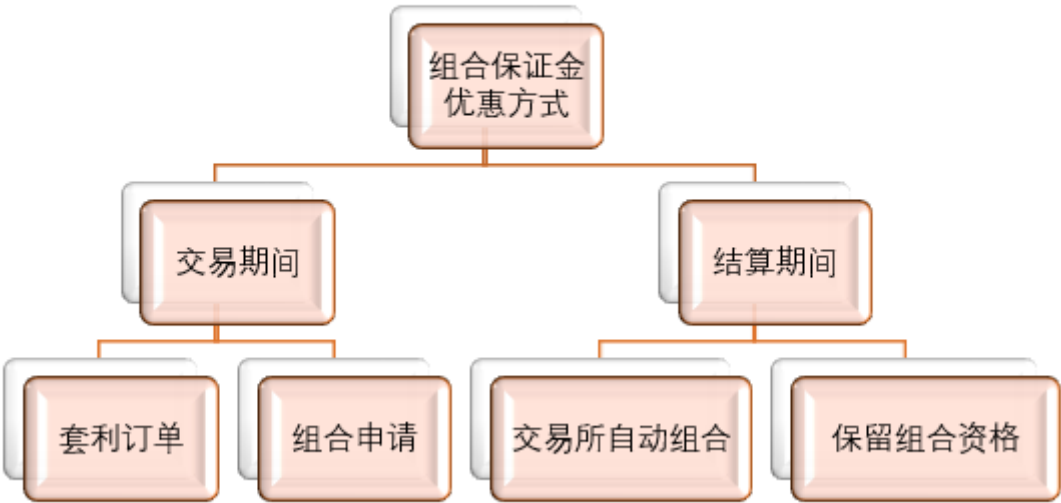 组合保证金
优惠方式
交易期间
结算期间
套利订单
组合申请
交易所自动组合
保留组合资格